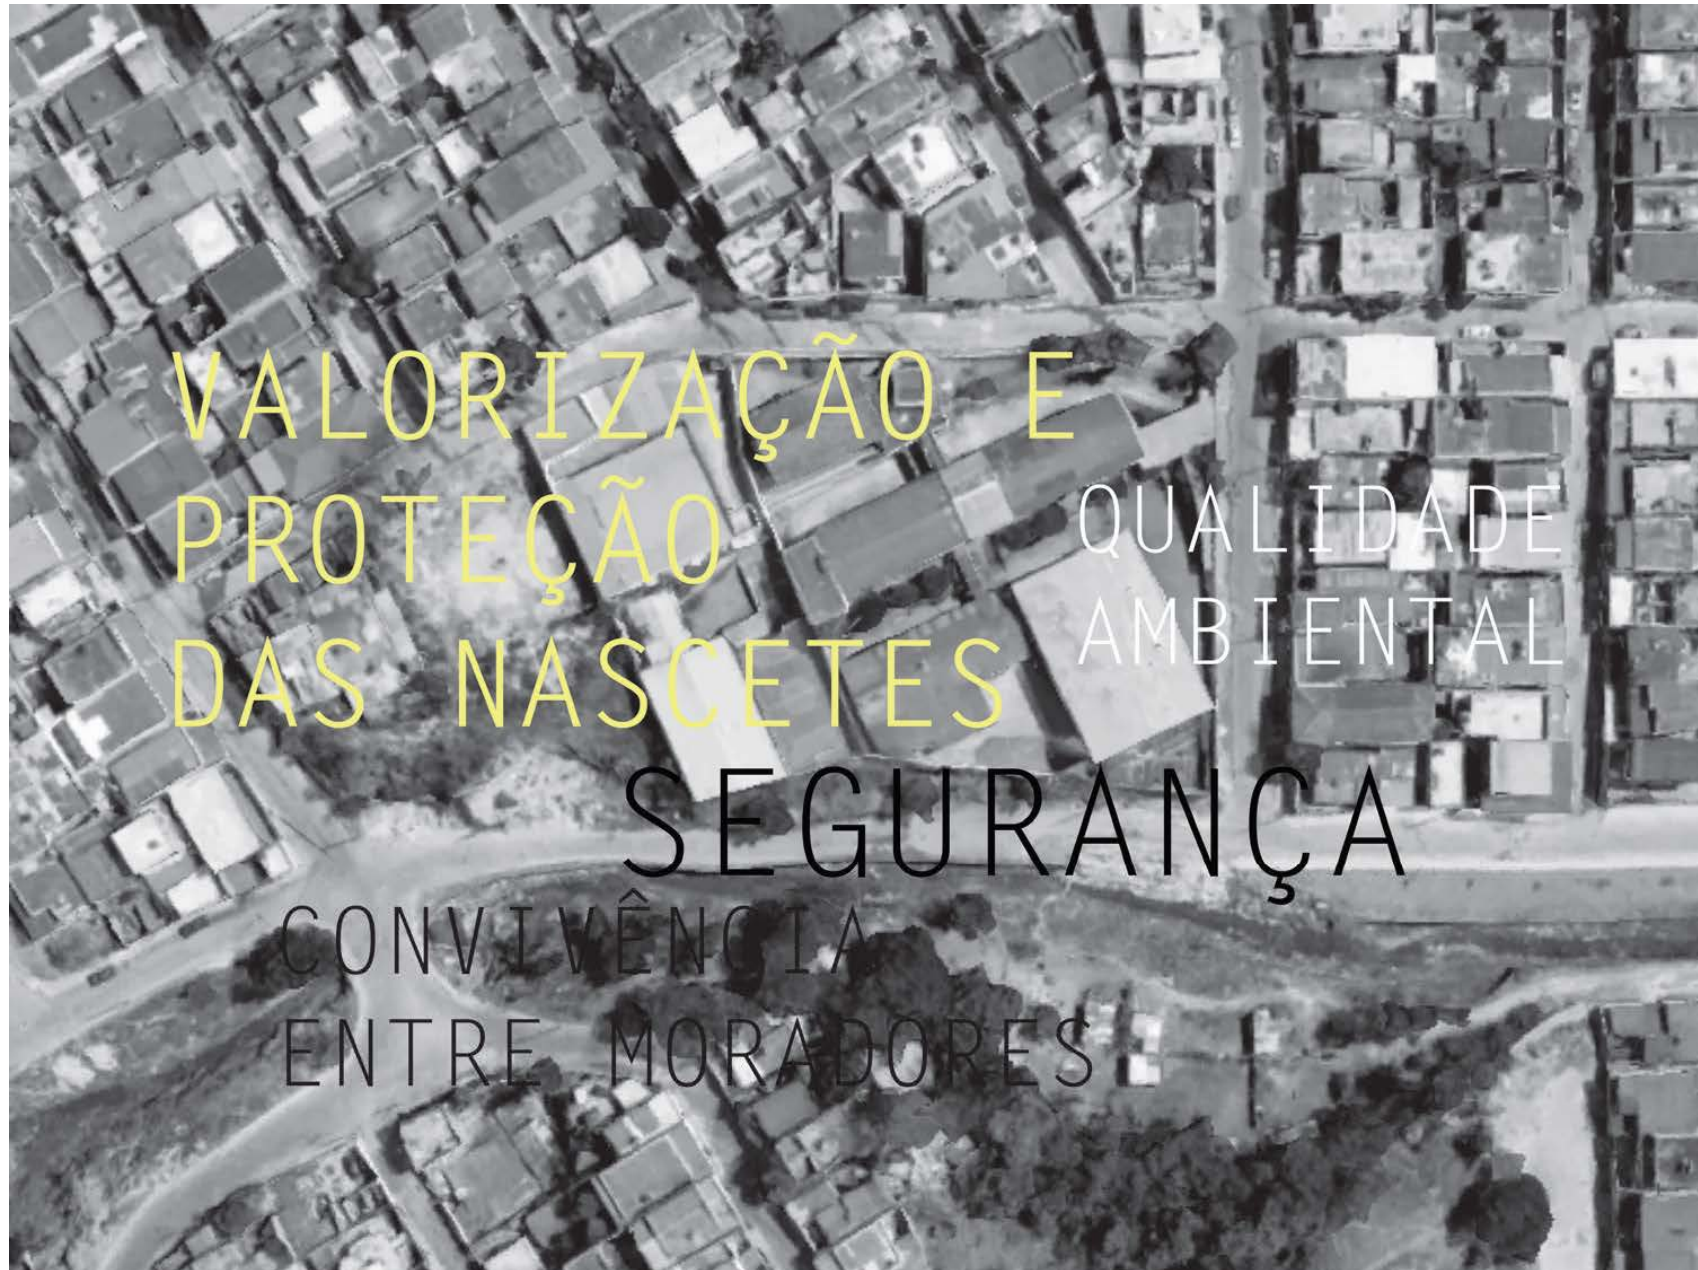 VALORIZAÇÃO E
PROTEÇÃO
DAS NASCETES
QUALIDADE
AMBIENTAL
SEGURANÇA
CONVIVÊNCIA
ENTRE MORADORES